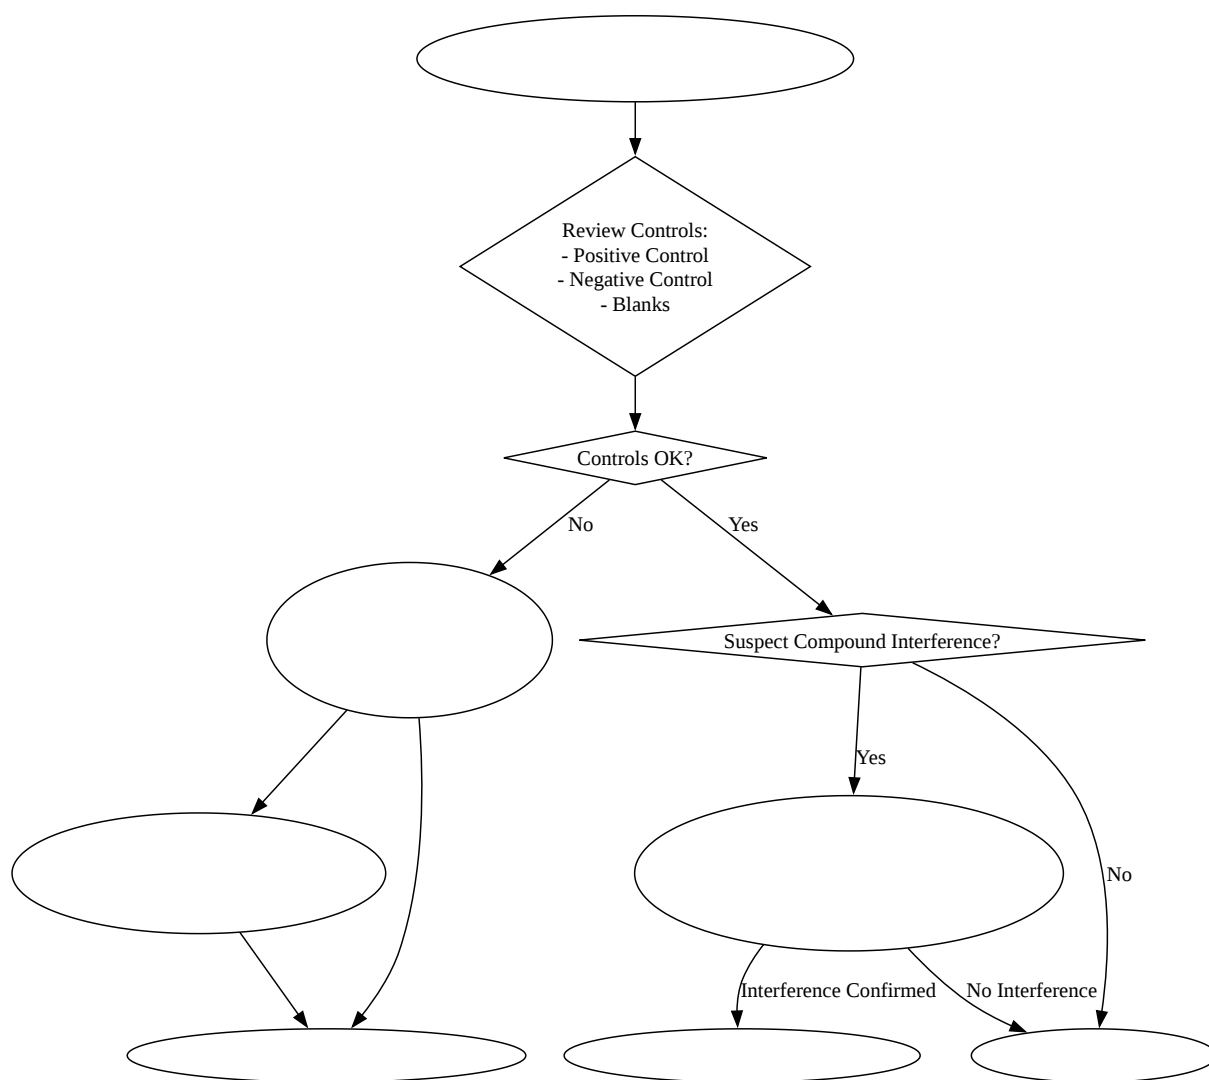 Review Controls:
- Positive Control
- Negative Control
- Blanks
Controls OK?
No
Yes
Suspect Compound Interference?
Yes
No
Interference Confirmed
No Interference